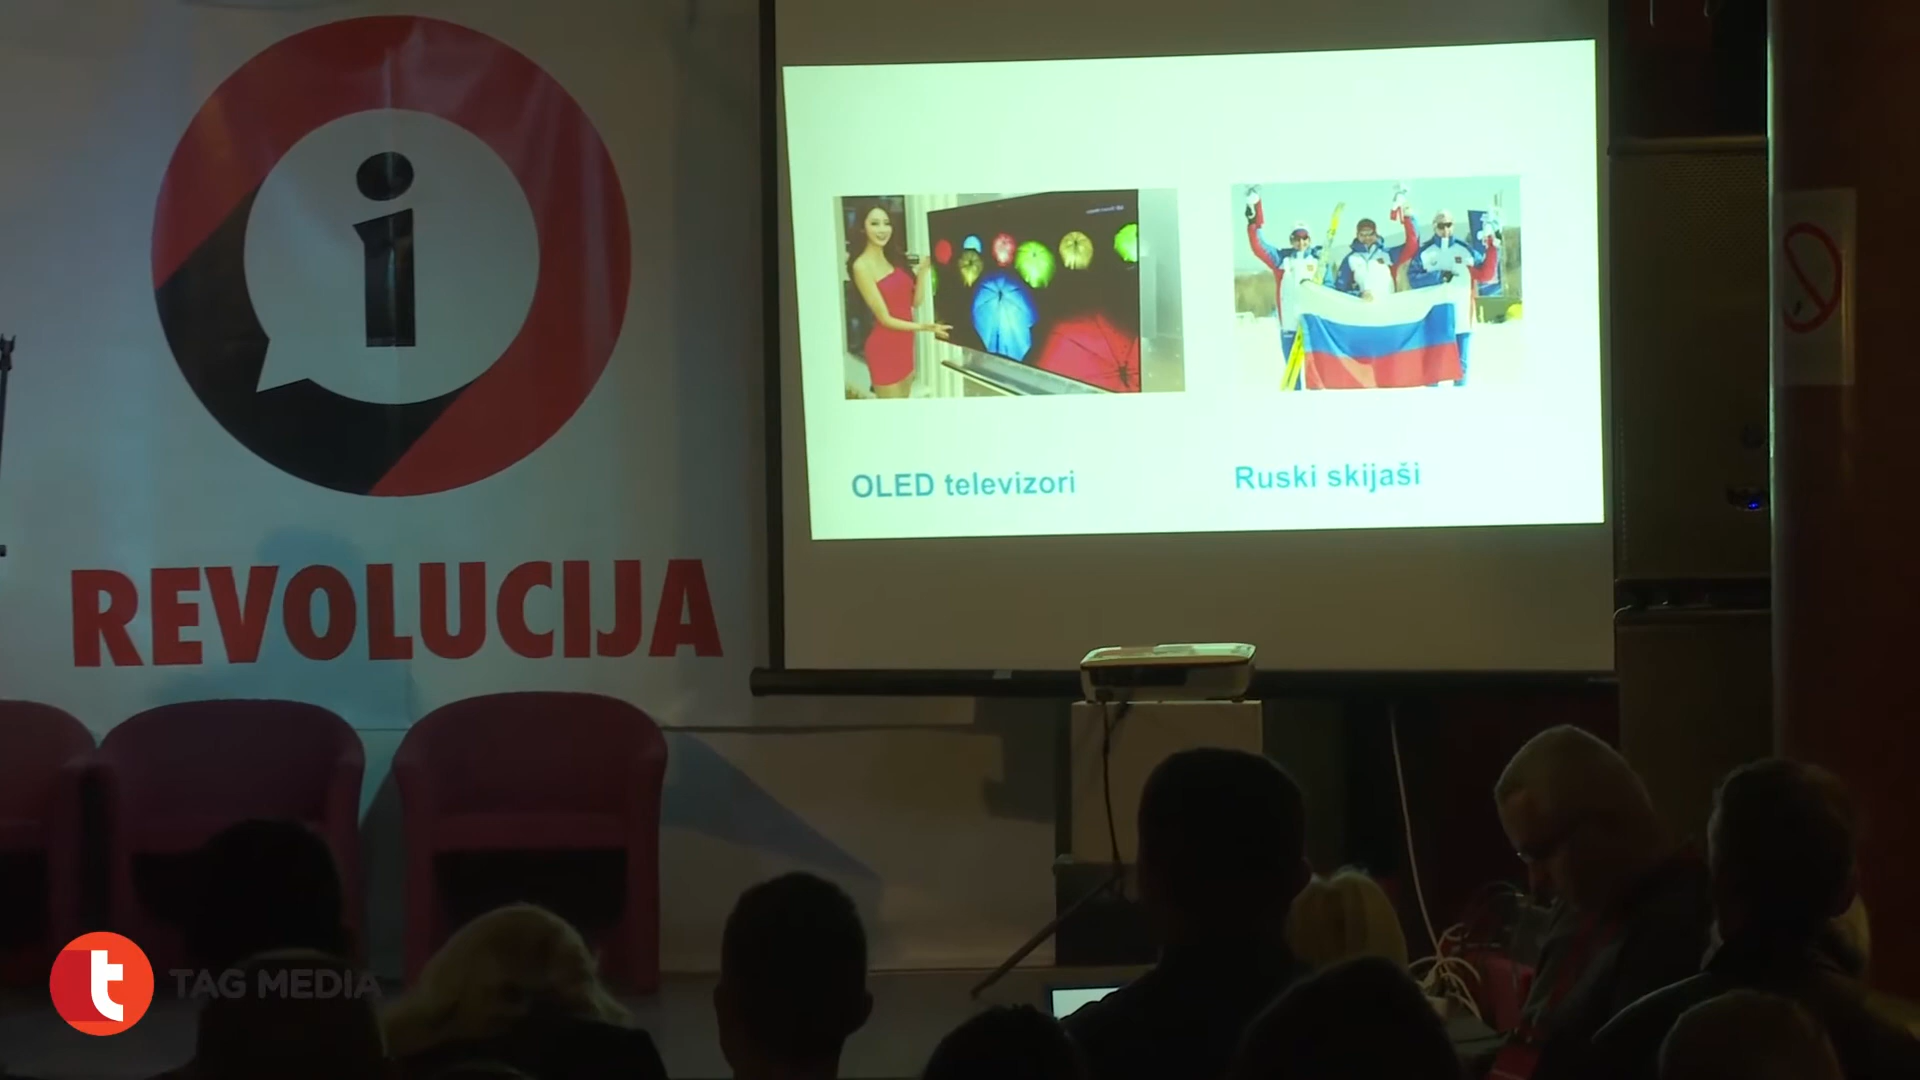 i
REVOLUCIJA
OLED televizori
Ruski skijaši
t
TAG MEDIA